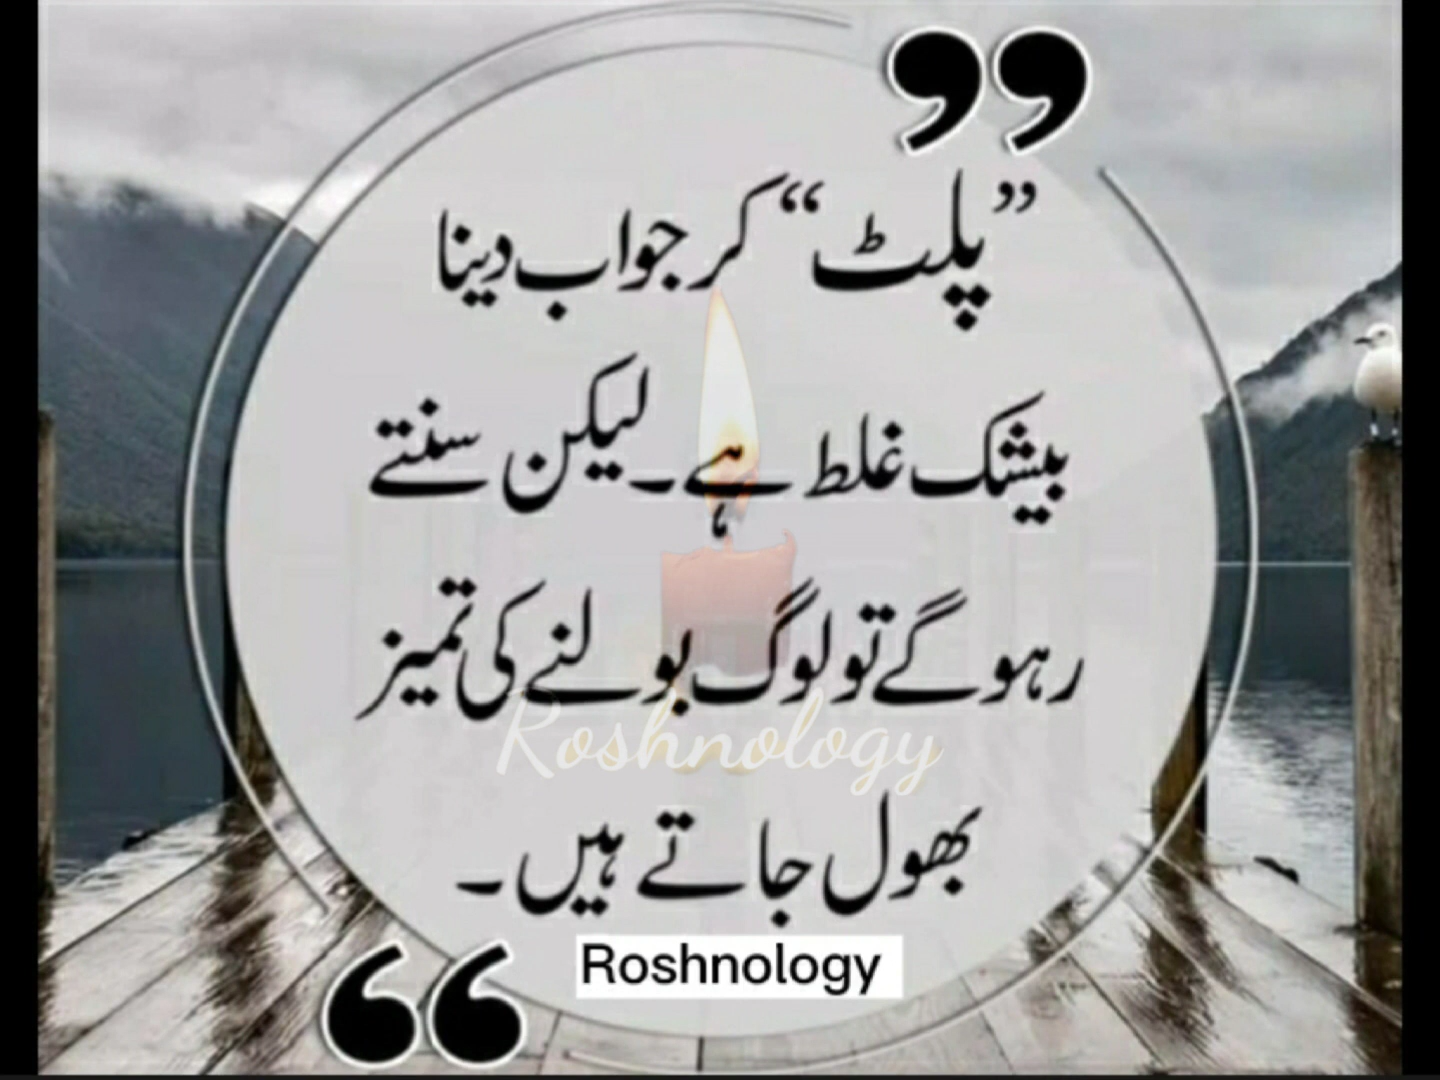 ”پلٹ“ کر جواب دینا
بیشک غلط ہے۔ لیکن سنتے
رہو گے تو لوگ بولنے کی تمیز
بھول جاتے ہیں۔
Roshnology
Roshnology